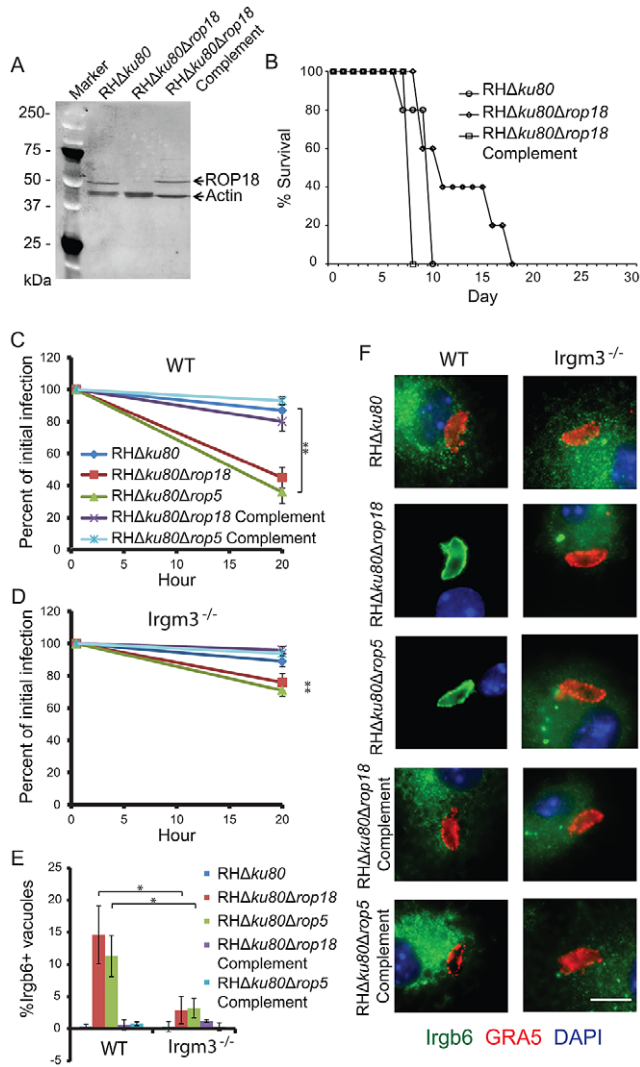 A
Marker
RHΔku80
RHΔku80Δrop18
RHΔku80Δrop18
Complement
250-
75 -
50 -
37 -
25 -
kDa
ROP18
Actin
B
100
80
60
40
20
0
% Survival
0 5 10 15 20 25 30
Day
RHΔku80
RHΔku80Δrop18
RHΔku80Δrop18
Complement
C
WT
120
100
80
60
40
20
0
Percent of initial infection
0 5 10 15 20
Hour
**
RHΔku80
RHΔku80Δrop18
RHΔku80Δrop5
RHΔku80Δrop18 Complement
RHΔku80Δrop5 Complement
D
Irgm3-/-
120
100
80
60
40
20
0
Percent of initial infection
0 5 10 15 20
Hour
**
E
25
20
15
10
5
0
-5
%Irgb6+ vacuoles
*
*
WT Irgm3-/-
RHΔku80
RHΔku80Δrop18
RHΔku80Δrop5
RHΔku80Δrop18
Complement
RHΔku80Δrop5
Complement
F
WT Irgm3-/-
RHΔku80
RHΔku80Δrop18
RHΔku80Δrop5
RHΔku80Δrop18
Complement
RHΔku80Δrop5
Complement
Irgb6 GRA5 DAPI